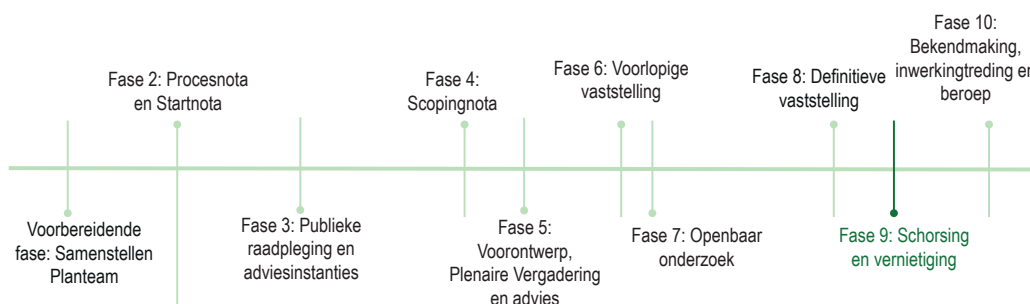 Voorbereidende
fase: Samenstellen
Planteam
Fase 2: Procesnota
en Startnota
Fase 3: Publieke
raadpleging en
adviesinstanties
Fase 4:
Scopingnota
Fase 5:
Voorontwerp,
Plenaire Vergadering
en advies
Fase 6: Voorlopige
vaststelling
Fase 7: Openbaar
onderzoek
Fase 8: Definitieve
vaststelling
Fase 9: Schorsing
en vernietiging
Fase 10:
Bekendmaking,
inwerkingtreding en
beroep